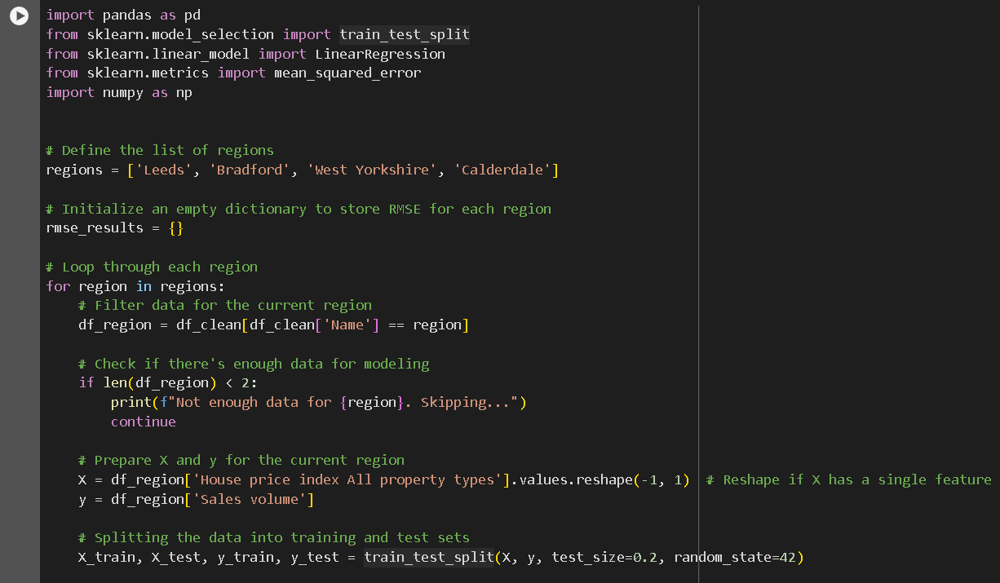 import pandas as pd
from sklearn.model_selection import train_test_split
from sklearn.linear_model import LinearRegression
from sklearn.metrics import mean_squared_error
import numpy as np
# Define the list of regions
regions = ['Leeds', 'Bradford', 'West Yorkshire', 'Calderdale']
# Initialize an empty dictionary to store RMSE for each region
rmse_results = {}
# Loop through each region
for region in regions:
    # Filter data for the current region
    df_region = df_clean[df_clean['Name'] == region]
    # Check if there's enough data for modeling
    if len(df_region) < 2:
        print(f"Not enough data for {region}. Skipping...")
        continue
    # Prepare X and y for the current region
    X = df_region['House price index All property types'].values.reshape(-1, 1)  # Reshape if X has a single feature
    y = df_region['Sales volume']
    # Splitting the data into training and test sets
    X_train, X_test, y_train, y_test = train_test_split(X, y, test_size=0.2, random_state=42)